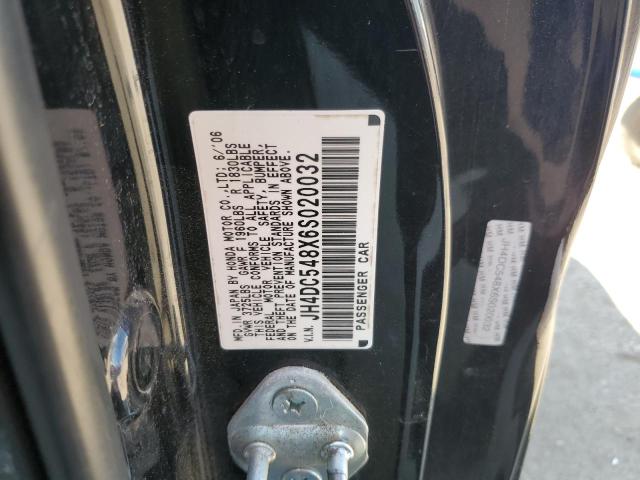 MFD. IN JAPAN BY HONDA MOTOR CO.,LTD; 6/'06
GVWR 3725LBS GAWR F 1960LBS R 1830LBS
THIS VEHICLE CONFORMS TO ALL APPLICABLE
FEDERAL MOTOR VEHICLE SAFETY, BUMPER,
AND THEFT PREVENTION STANDARDS IN EFFECT
ON THE DATE OF MANUFACTURE SHOWN ABOVE.
V.I.N. JH4DC548X6S020032
PASSENGER CAR
JH4DC548X6S020032